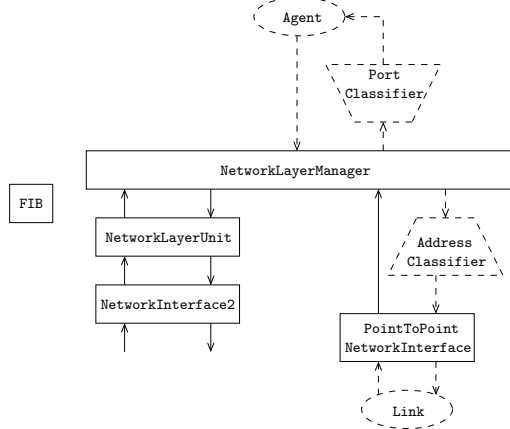 Agent
Port
Classifier
NetworkLayerManager
FIB
NetworkLayerUnit
Address
Classifier
NetworkInterface2
PointToPoint
NetworkInterface
Link